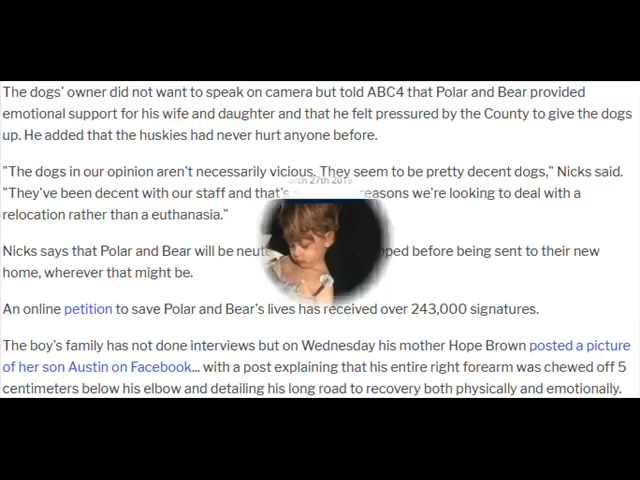 The dogs' owner did not want to speak on camera but told ABC4 that Polar and Bear provided
emotional support for his wife and daughter and that he felt pressured by the County to give the dogs
up. He added that the huskies had never hurt anyone before.
"The dogs in our opinion aren't necessarily vicious. They seem to be pretty decent dogs," Nicks said.
arch 27th 2019
"They've been decent with our staff and that's reasons we're looking to deal with a
relocation rather than a euthanasia."
Nicks says that Polar and Bear will be neute pped before being sent to their new
home, wherever that might be.
An online petition to save Polar and Bear's lives has received over 243,000 signatures.
The boy's family has not done interviews but on Wednesday his mother Hope Brown posted a picture
of her son Austin on Facebook... with a post explaining that his entire right forearm was chewed off 5
centimeters below his elbow and detailing his long road to recovery both physically and emotionally.